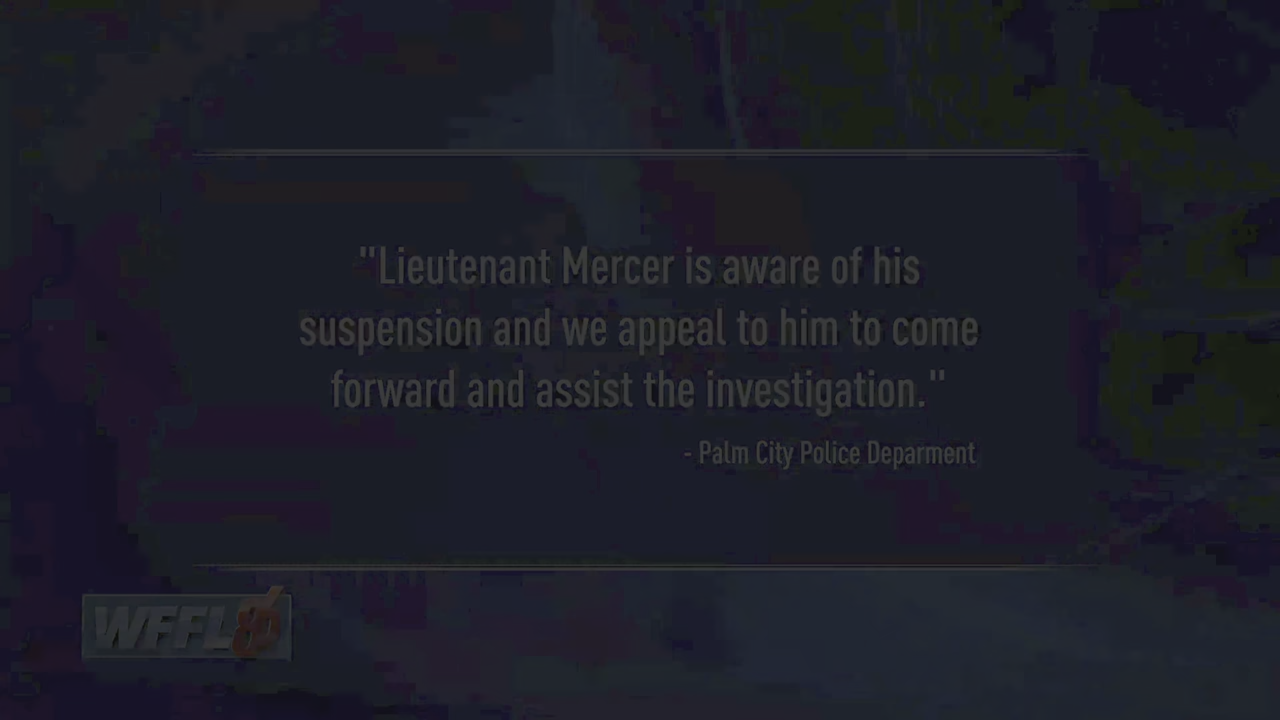 "Lieutenant Mercer is aware of his
suspension and we appeal to him to come
forward and assist the investigation."
- Palm City Police Deparment
WFFL80